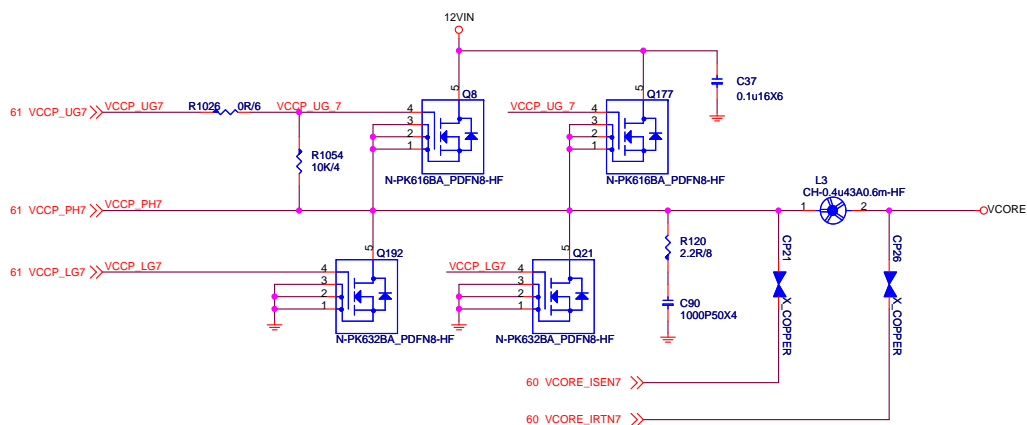 12VIN
C37
0.1u16X6
5
Q8
5
Q177
61 VCCP_UG7
VCCP_UG7
R1026
0R/6
VCCP_UG_7
4
3
2
1
VCCP_UG_7
4
3
2
1
R1054
10K/4
N-PK616BA_PDFN8-HF
N-PK616BA_PDFN8-HF
L3
CH-0.4u43A0.6m-HF
61 VCCP_PH7
VCCP_PH7
1
2
VCORE
5
Q192
5
Q21
R120
2.2R/8
CP21
X_COPPER
CP26
X_COPPER
61 VCCP_LG7
VCCP_LG7
4
3
2
1
VCCP_LG7
4
3
2
1
C90
1000P50X4
N-PK632BA_PDFN8-HF
N-PK632BA_PDFN8-HF
60 VCORE_ISEN7
60 VCORE_IRTN7